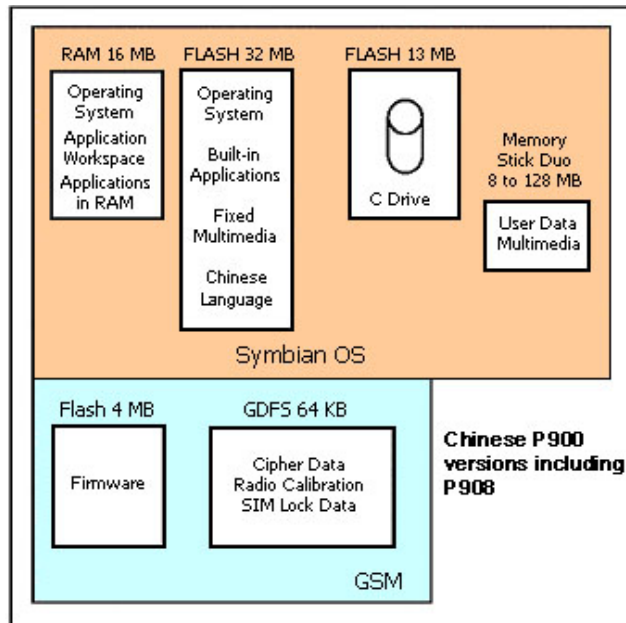 RAM 16 MB
Operating
System
Application
Workspace
Applications
in RAM
FLASH 32 MB
Operating
System
Built-in
Applications
Fixed
Multimedia
Chinese
Language
FLASH 13 MB
C Drive
Memory
Stick Duo
8 to 128 MB
User Data
Multimedia
Symbian OS
Flash 4 MB
Firmware
GDFS 64 KB
Cipher Data
Radio Calibration
SIM Lock Data
GSM
Chinese P900
versions including
P908